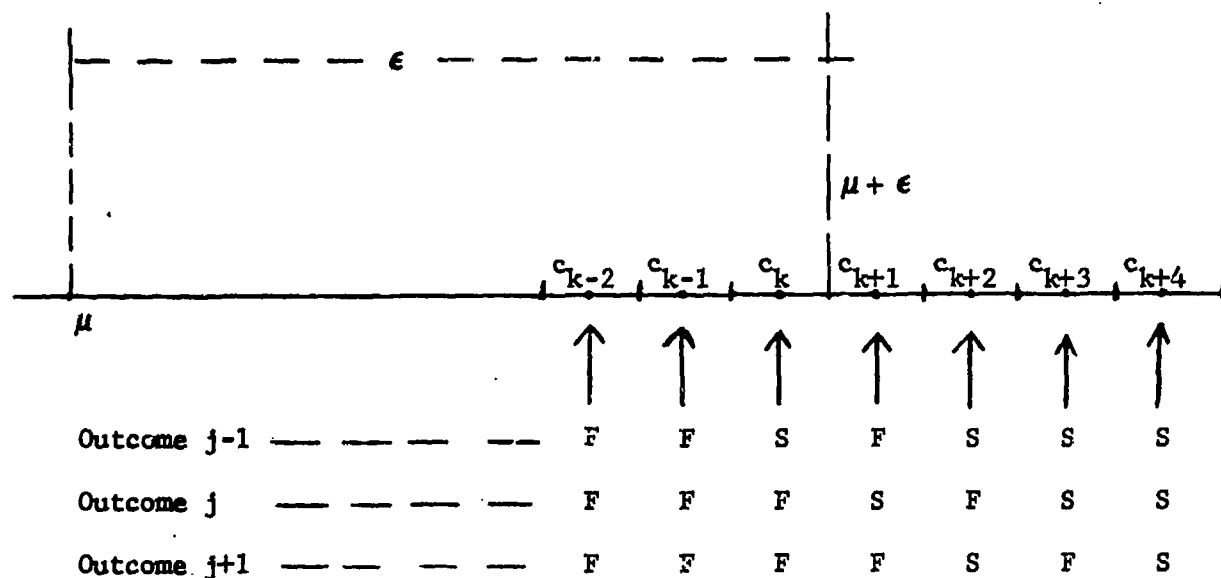 ϵ
μ + ϵ
c_{k-2} c_{k-1} c_k c_{k+1} c_{k+2} c_{k+3} c_{k+4}
μ
Outcome j-1 — — — — — F F S F S S S
Outcome j — — — — — F F F S F S S
Outcome j+1 — — — — — F F F F S F S